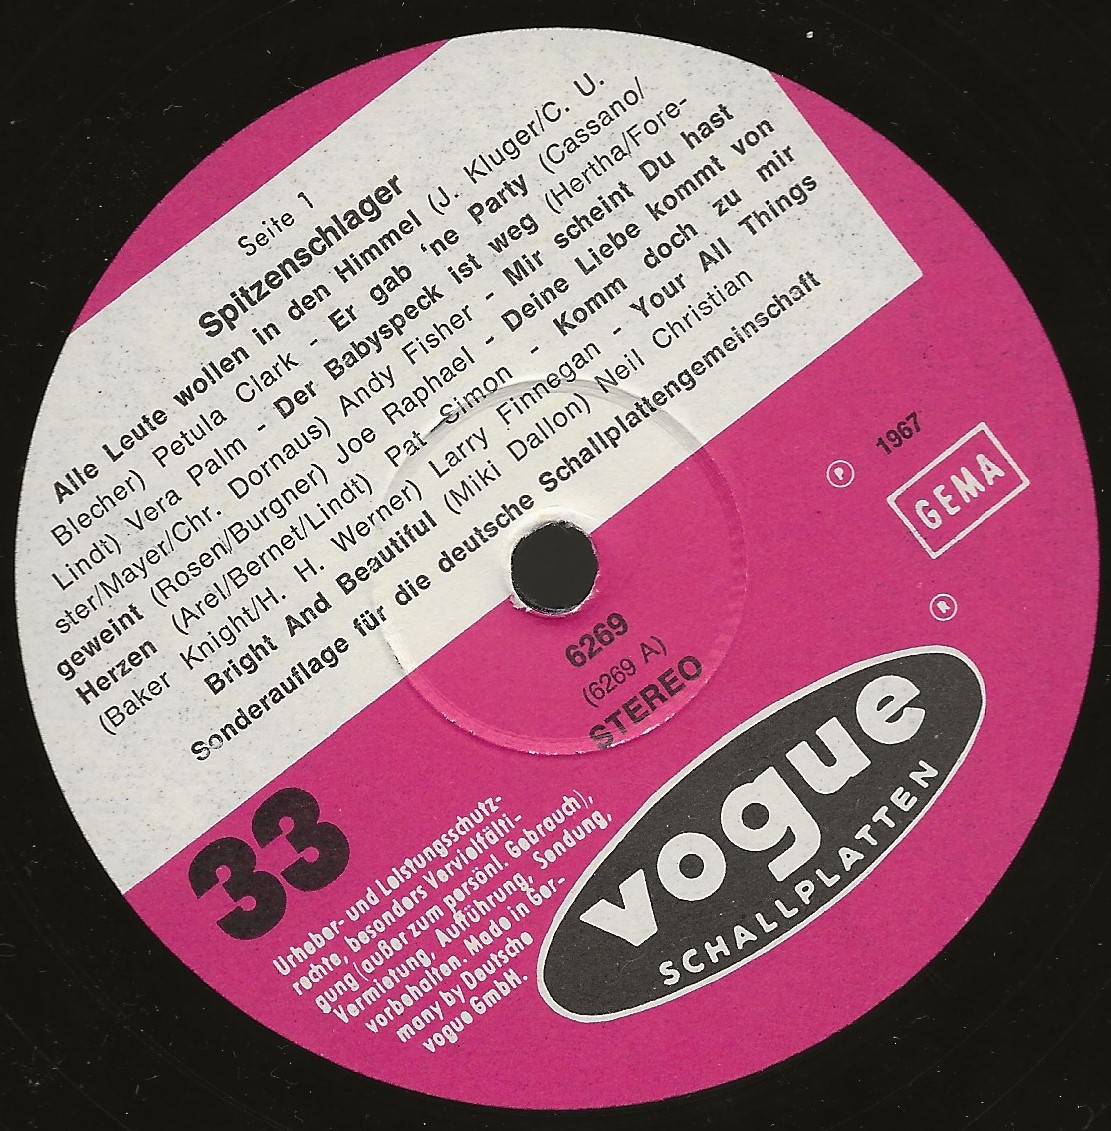 Seite 1
Spitzenschlager
Alle Leute wollen in den Himmel (J. Kluger/C. U.
Blecher) Petula Clark - Er gab 'ne Party (Cassano/
Lindt) Vera Palm - Der Babyspeck ist weg (Hertha/Fore-
ster/Mayer/Chr. Dornaus) Andy Fisher - Mir scheint Du hast
geweint (Rosen/Burgner) Joe Raphael - Deine Liebe kommt von
Herzen (Arel/Bernet/Lindt) Pat Simon - Komm doch zu mir
(Baker Knight/H. H. Werner) Larry Finnegan - Your All Things
Bright And Beautiful (Miki Dallon) Neil Christian
Sonderauflage für die deutsche Schallplattengemeinschaft
℗ 1967
GEMA
®
6269
(6269 A)
STEREO
33
Urheber- und Leistungsschutz-
rechte, besonders Vervielfälti-
gung (außer zum persönl. Gebrauch),
Vermietung, Aufführung, Sendung,
vorbehalten. Made in Ger-
many by Deutsche
vogue GmbH.
vogue
SCHALLPLATTEN